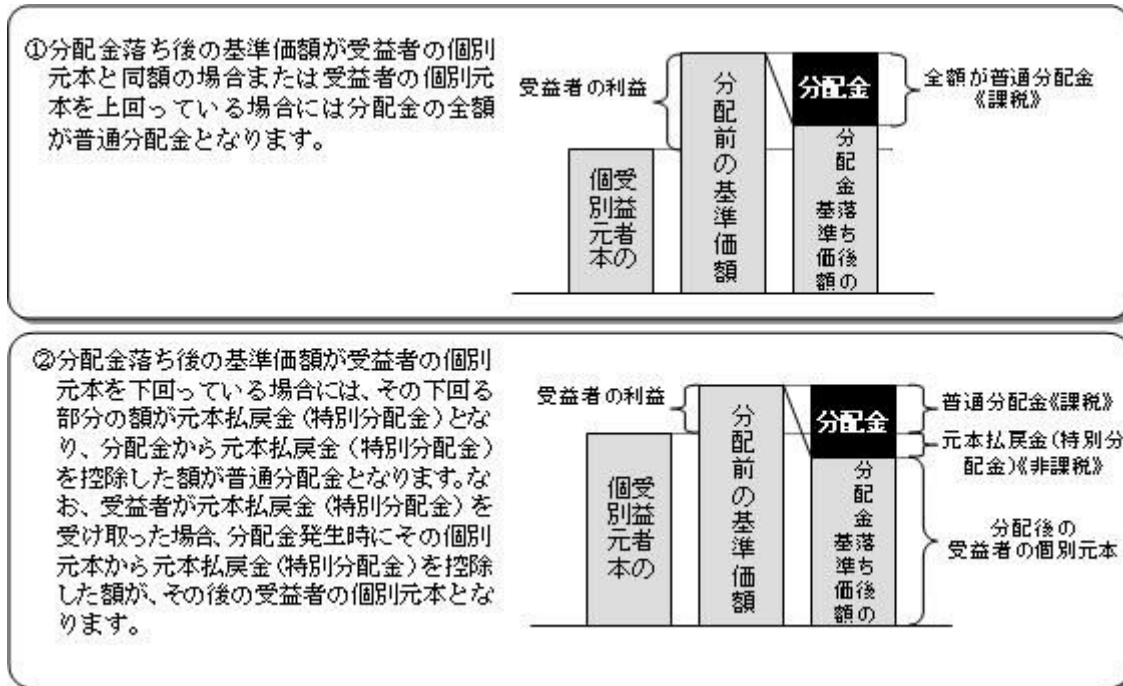 ①分配金落ち後の基準価額が受益者の個別
元本と同額の場合または受益者の個別元
本を上回っている場合には分配金の全額
が普通分配金となります。
受益者の利益
受益者の
個別元本
分配前の基準価額
分配金
分配金落ち後の
基準価額
全額が普通分配金
《課税》
②分配金落ち後の基準価額が受益者の個別
元本を下回っている場合には、その下回る
部分の額が元本払戻金(特別分配金)とな
り、分配金から元本払戻金(特別分配金)
を控除した額が普通分配金となります。な
お、受益者が元本払戻金(特別分配金)を
受け取った場合、分配金発生時にその個別
元本から元本払戻金(特別分配金)を控除
した額が、その後の受益者の個別元本とな
ります。
受益者の利益
受益者の
個別元本
分配前の基準価額
分配金
分配金落ち後の
基準価額
普通分配金《課税》
元本払戻金(特別分
配金)《非課税》
分配後の
受益者の個別元本